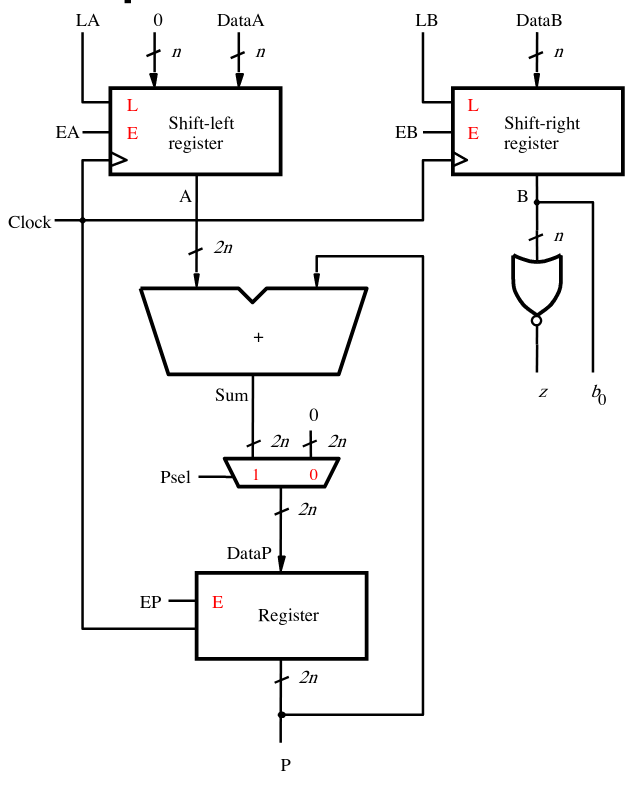 LA 0 DataA LB DataB
n n n
L Shift-left register
E
EA
L Shift-right register
E
EB
A B
Clock
2n n
+
z b0
Sum
0
2n 2n
Psel 1 0
2n
DataP
EP E Register
2n
P